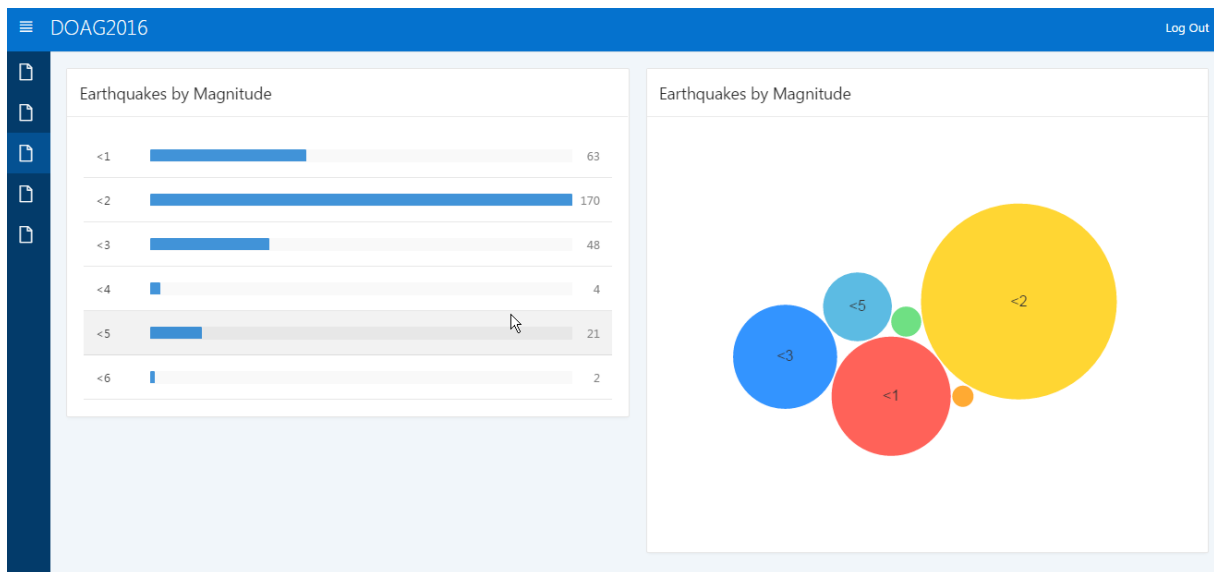 DOAG2016
Log Out
Earthquakes by Magnitude
<1 63
<2 170
<3 48
<4 4
<5 21
<6 2
Earthquakes by Magnitude
<2
<5
<3
<1